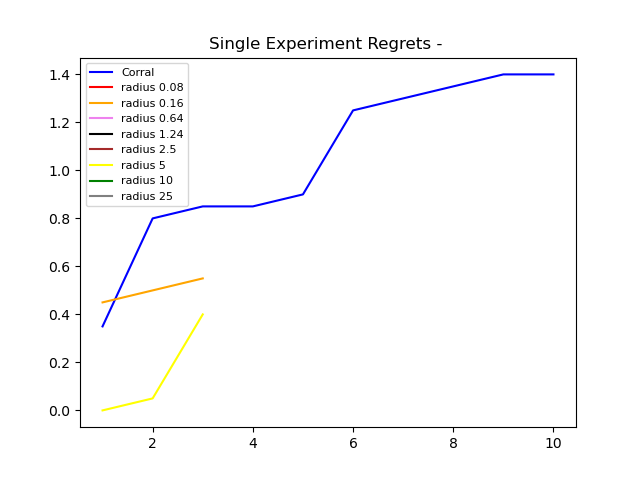 Single Experiment Regrets -
Corral
radius 0.08
radius 0.16
radius 0.64
radius 1.24
radius 2.5
radius 5
radius 10
radius 25
1.4
1.2
1.0
0.8
0.6
0.4
0.2
0.0
2 4 6 8 10